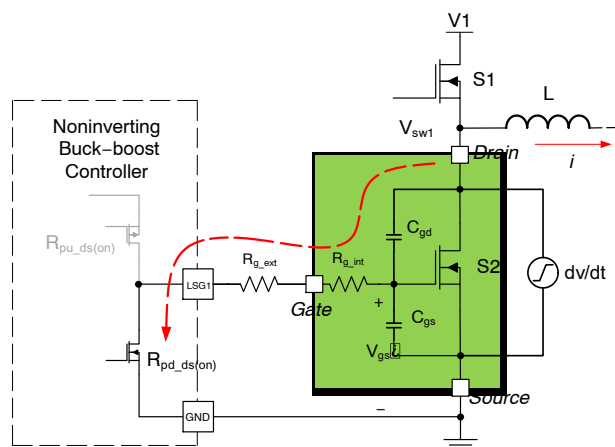 V1
S1
L
Noninverting
Buck−boost
Controller
Vsw1
Drain
i
Rpu_ds(on)
Cgd
Rg_ext
Rg_int
S2
dv/dt
LSG1
Gate
+
Cgs
Rpd_ds(on)
Vgs
Source
GND
−